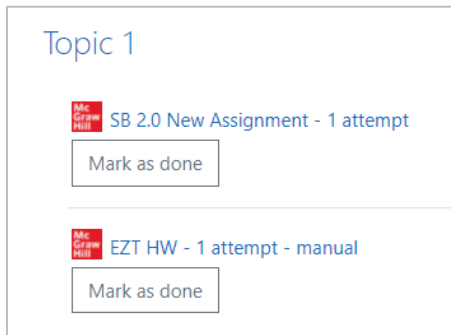 Topic 1
Mc Graw Hill SB 2.0 New Assignment - 1 attempt
Mark as done
Mc Graw Hill EZT HW - 1 attempt - manual
Mark as done